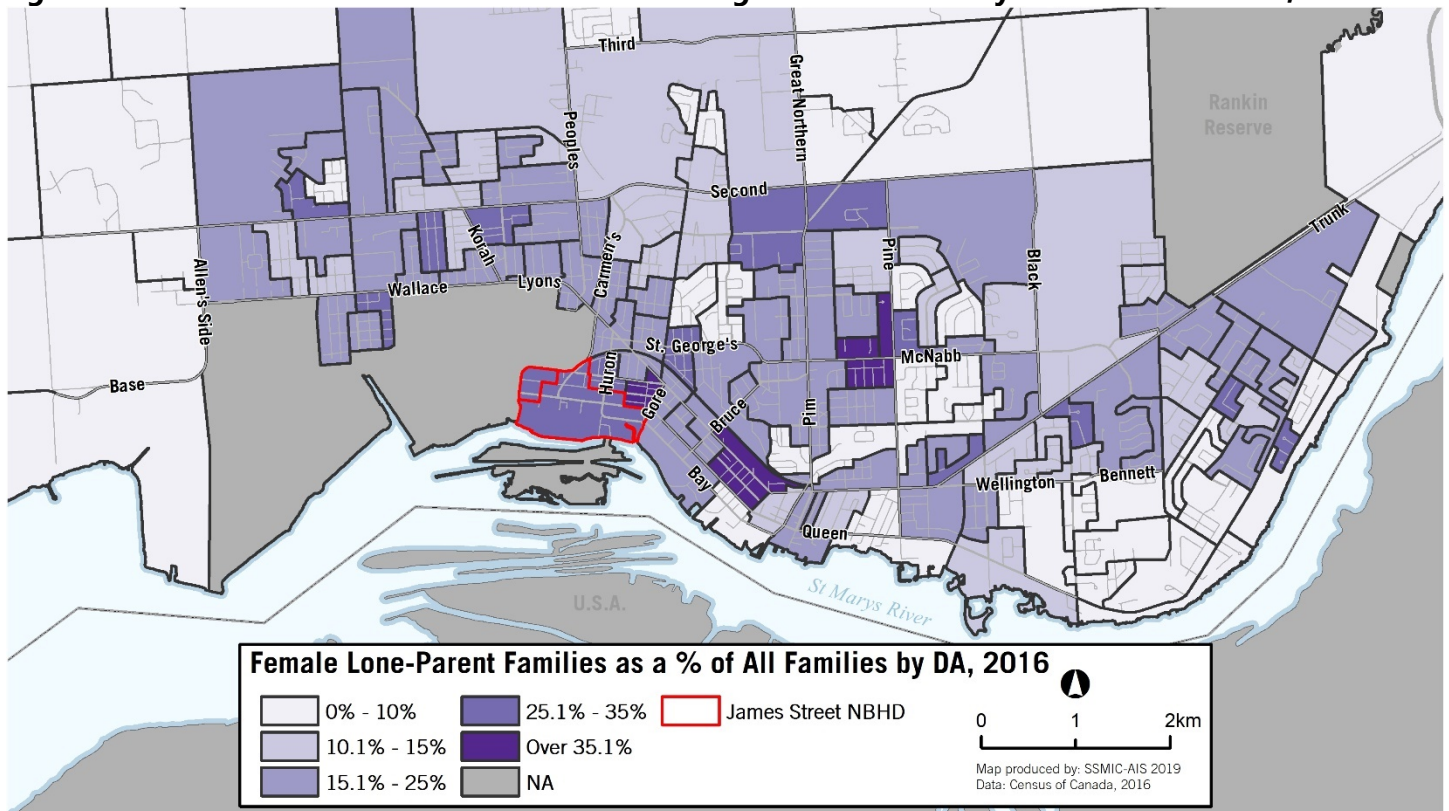 Third
Great Northern
Peoples
Rankin
Reserve
Second
Trunk
Korah
Carmen's
Pine
Black
Allen's Side
Wallace
Lyons
St. George's
McNabb
Base
Huron
Gore
Bruce
Pim
Bay
Wellington
Bennett
Queen
St Marys River
U.S.A.
Female Lone-Parent Families as a % of All Families by DA, 2016
0% - 10%
25.1% - 35%
James Street NBHD
10.1% - 15%
Over 35.1%
15.1% - 25%
NA
0 1 2km
Map produced by: SSMIC-AIS 2019
Data: Census of Canada, 2016